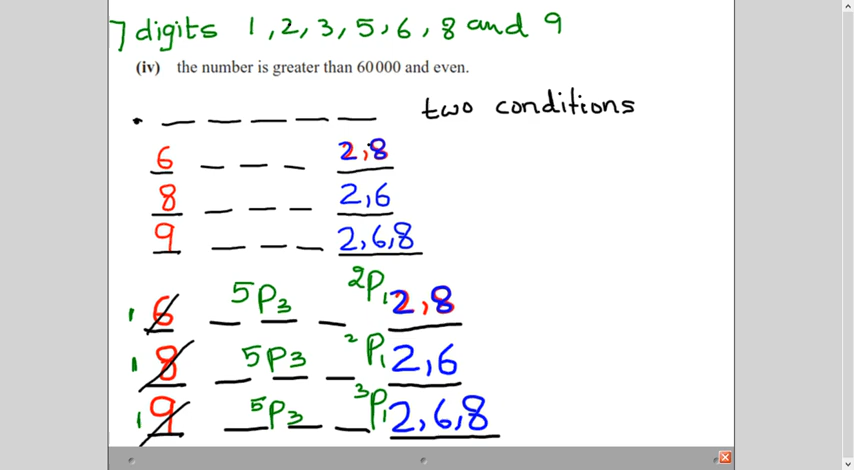 7 digits 1, 2, 3, 5, 6, 8 and 9
(iv) the number is greater than 60 000 and even.
two conditions
6 _ _ _ 2,8
8 _ _ _ 2,6
9 _ _ _ 2,6,8
1 6 _ 5P3 _ _ 2P1 2,8
1 8 _ 5P3 _ _ 2P1 2,6
1 9 _ 5P3 _ _ 3P1 2,6,8